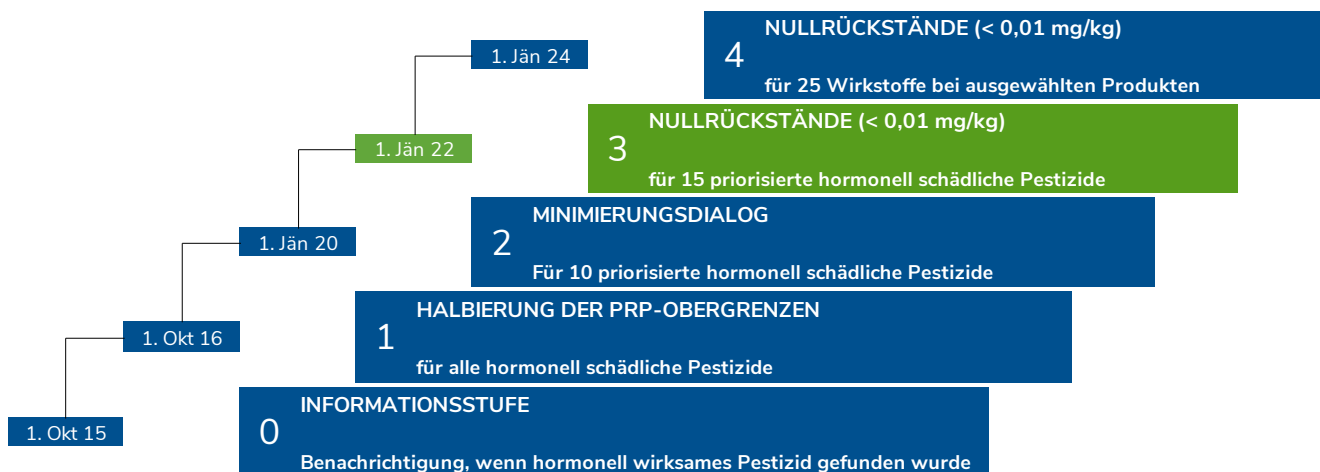 1. Jän 24
4
NULLRÜCKSTÄNDE (< 0,01 mg/kg)
für 25 Wirkstoffe bei ausgewählten Produkten
1. Jän 22
3
NULLRÜCKSTÄNDE (< 0,01 mg/kg)
für 15 priorisierte hormonell schädliche Pestizide
1. Jän 20
2
MINIMIERUNGSDIALOG
Für 10 priorisierte hormonell schädliche Pestizide
1. Okt 16
1
HALBIERUNG DER PRP-OBERGRENZEN
für alle hormonell schädliche Pestizide
1. Okt 15
0
INFORMATIONSSTUFE
Benachrichtigung, wenn hormonell wirksames Pestizid gefunden wurde